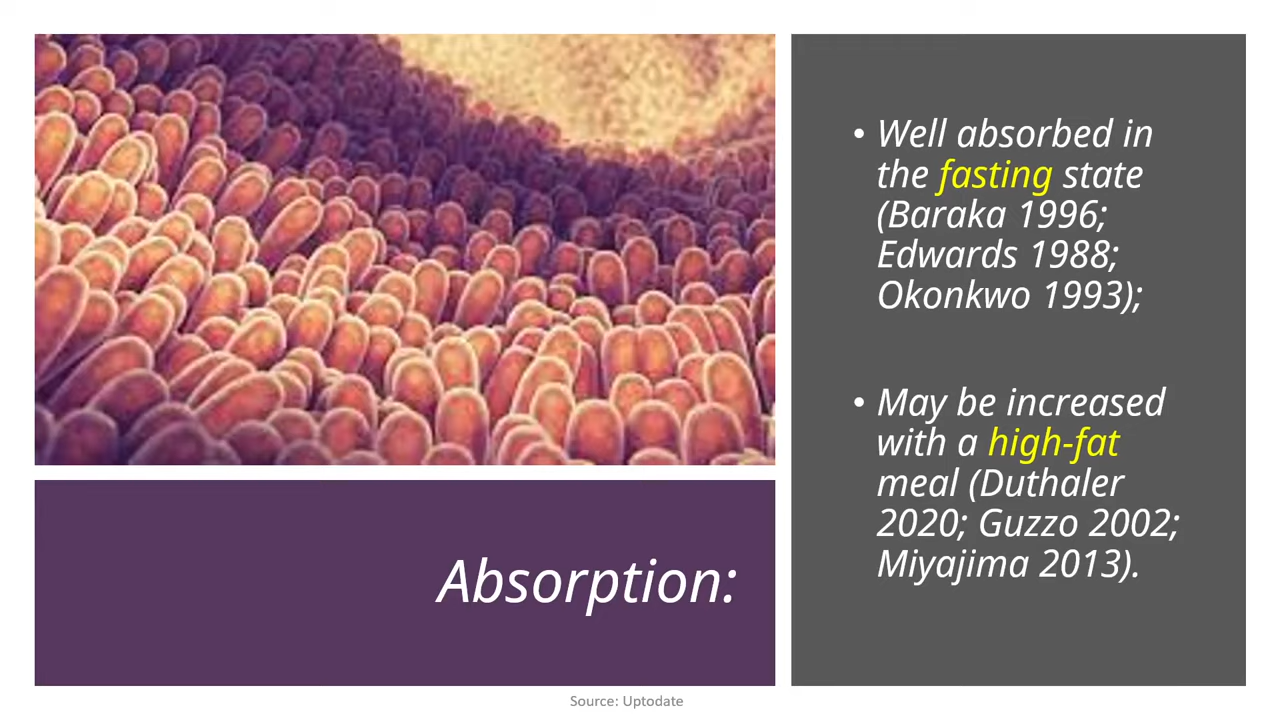 • Well absorbed in
the fasting state
(Baraka 1996;
Edwards 1988;
Okonkwo 1993);
• May be increased
with a high-fat
meal (Duthaler
2020; Guzzo 2002;
Miyajima 2013).
Absorption:
Source: Uptodate